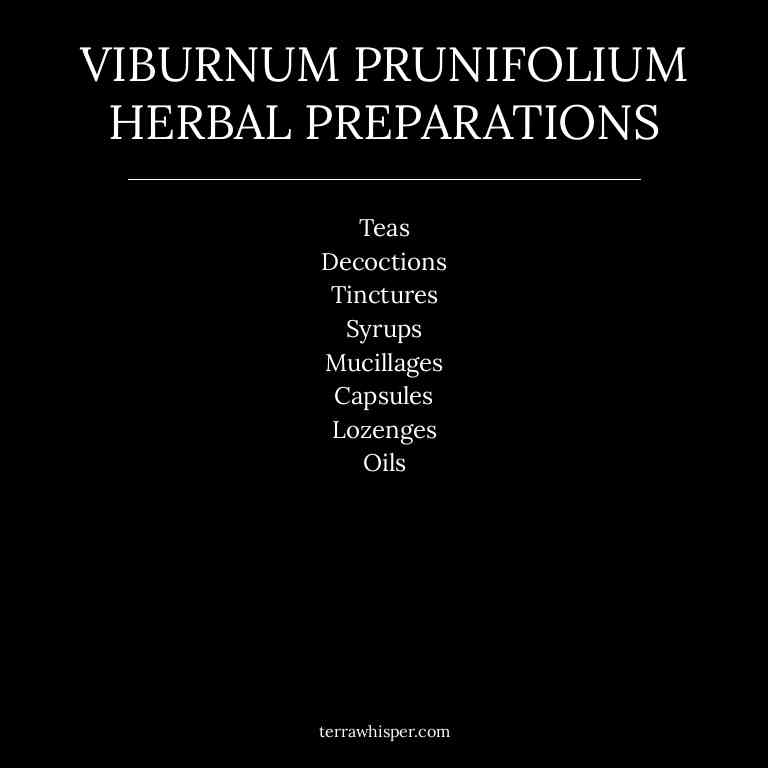 VIBURNUM PRUNIFOLIUM
HERBAL PREPARATIONS
Teas
Decoctions
Tinctures
Syrups
Mucillages
Capsules
Lozenges
Oils
terrawhisper.com